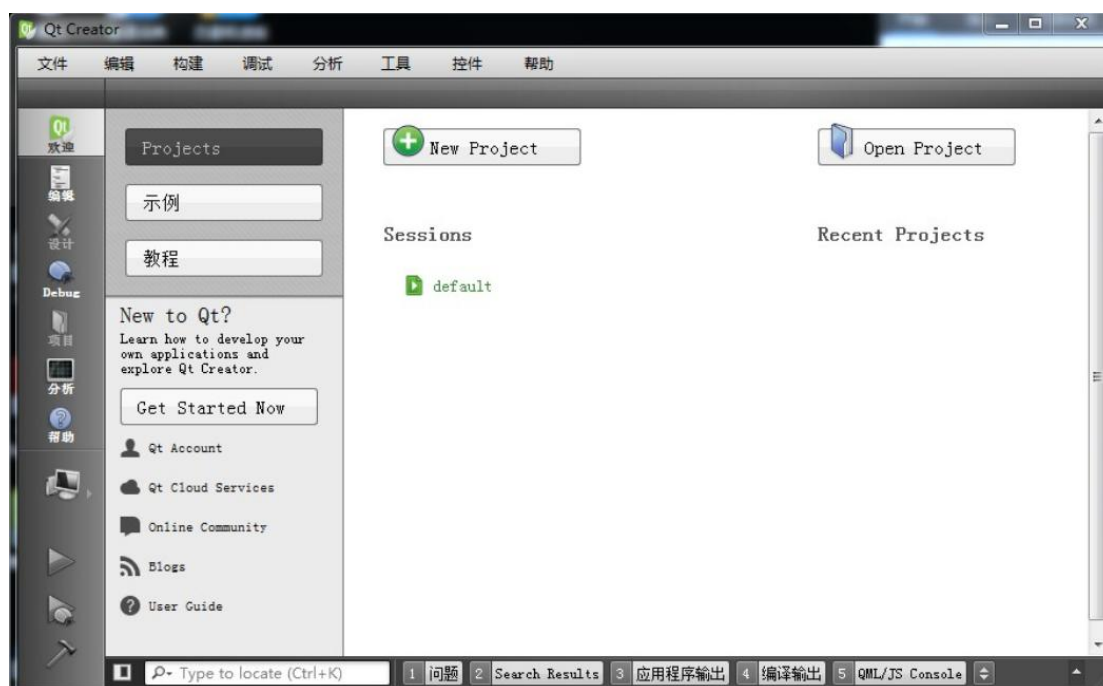 Qt Creator
文件 编辑 构建 调试 分析 工具 控件 帮助
欢迎
编辑
设计
Debug
项目
分析
帮助
Projects
示例
教程
New to Qt?
Learn how to develop your
own applications and
explore Qt Creator.
Get Started Now
Qt Account
Qt Cloud Services
Online Community
Blogs
User Guide
New Project
Open Project
Sessions
Recent Projects
default
Type to locate (Ctrl+K)
1 问题 2 Search Results 3 应用程序输出 4 编译输出 5 QML/JS Console